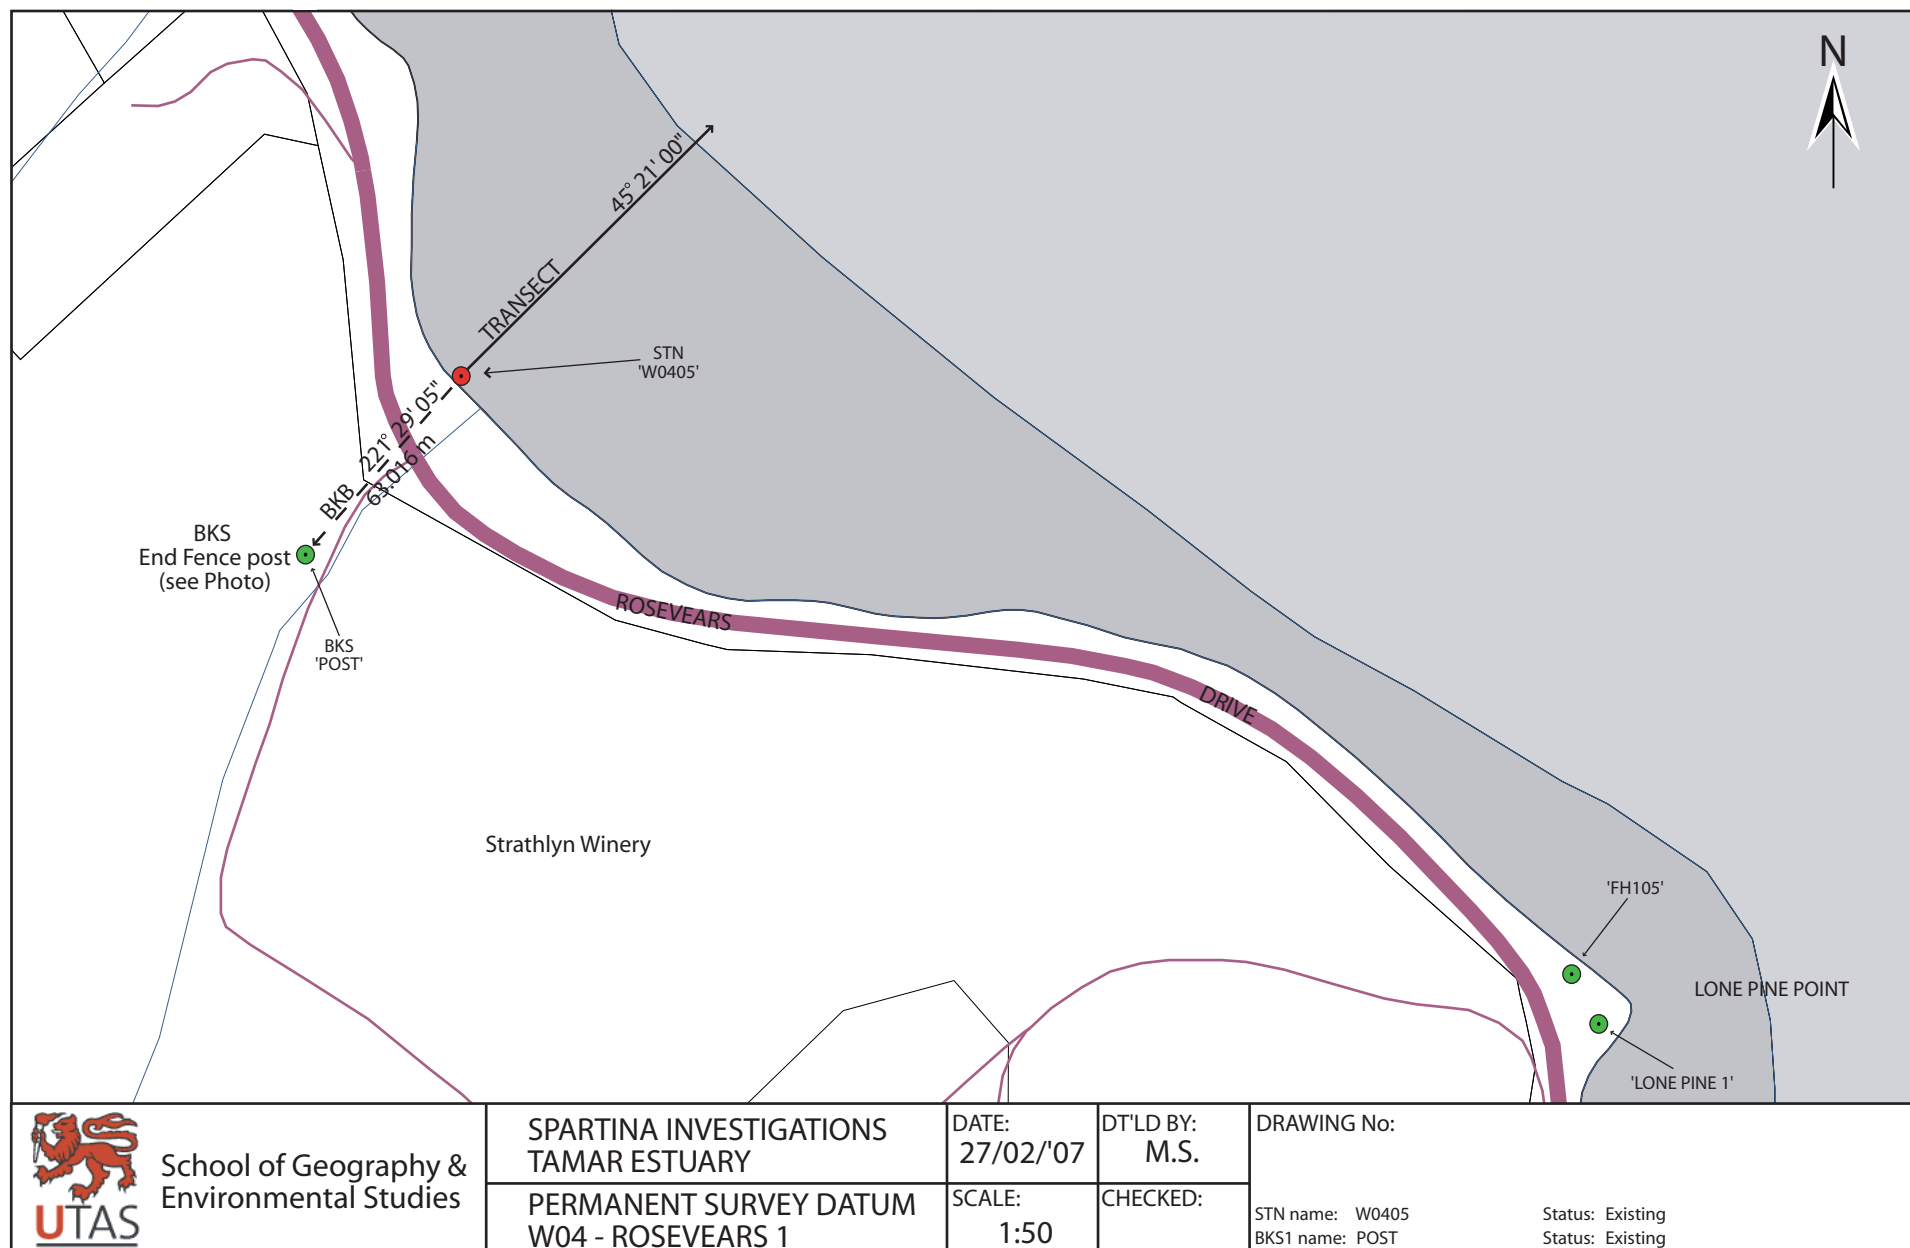 N
45° 21' 00"
TRANSECT
STN
'W0405'
221° 29' 05"
BKB
63.016 m
BKS
End Fence post
(see Photo)
BKS
'POST'
ROSEVEARS
DRIVE
Strathlyn Winery
'FH105'
LONE PINE POINT
'LONE PINE 1'
UTAS
School of Geography &
Environmental Studies
SPARTINA INVESTIGATIONS
TAMAR ESTUARY
PERMANENT SURVEY DATUM
W04 - ROSEVEARS 1
DATE:
27/02/'07
DT'LD BY:
M.S.
SCALE:
1:50
CHECKED:
DRAWING No:
STN name: W0405 Status: Existing
BKS1 name: POST Status: Existing